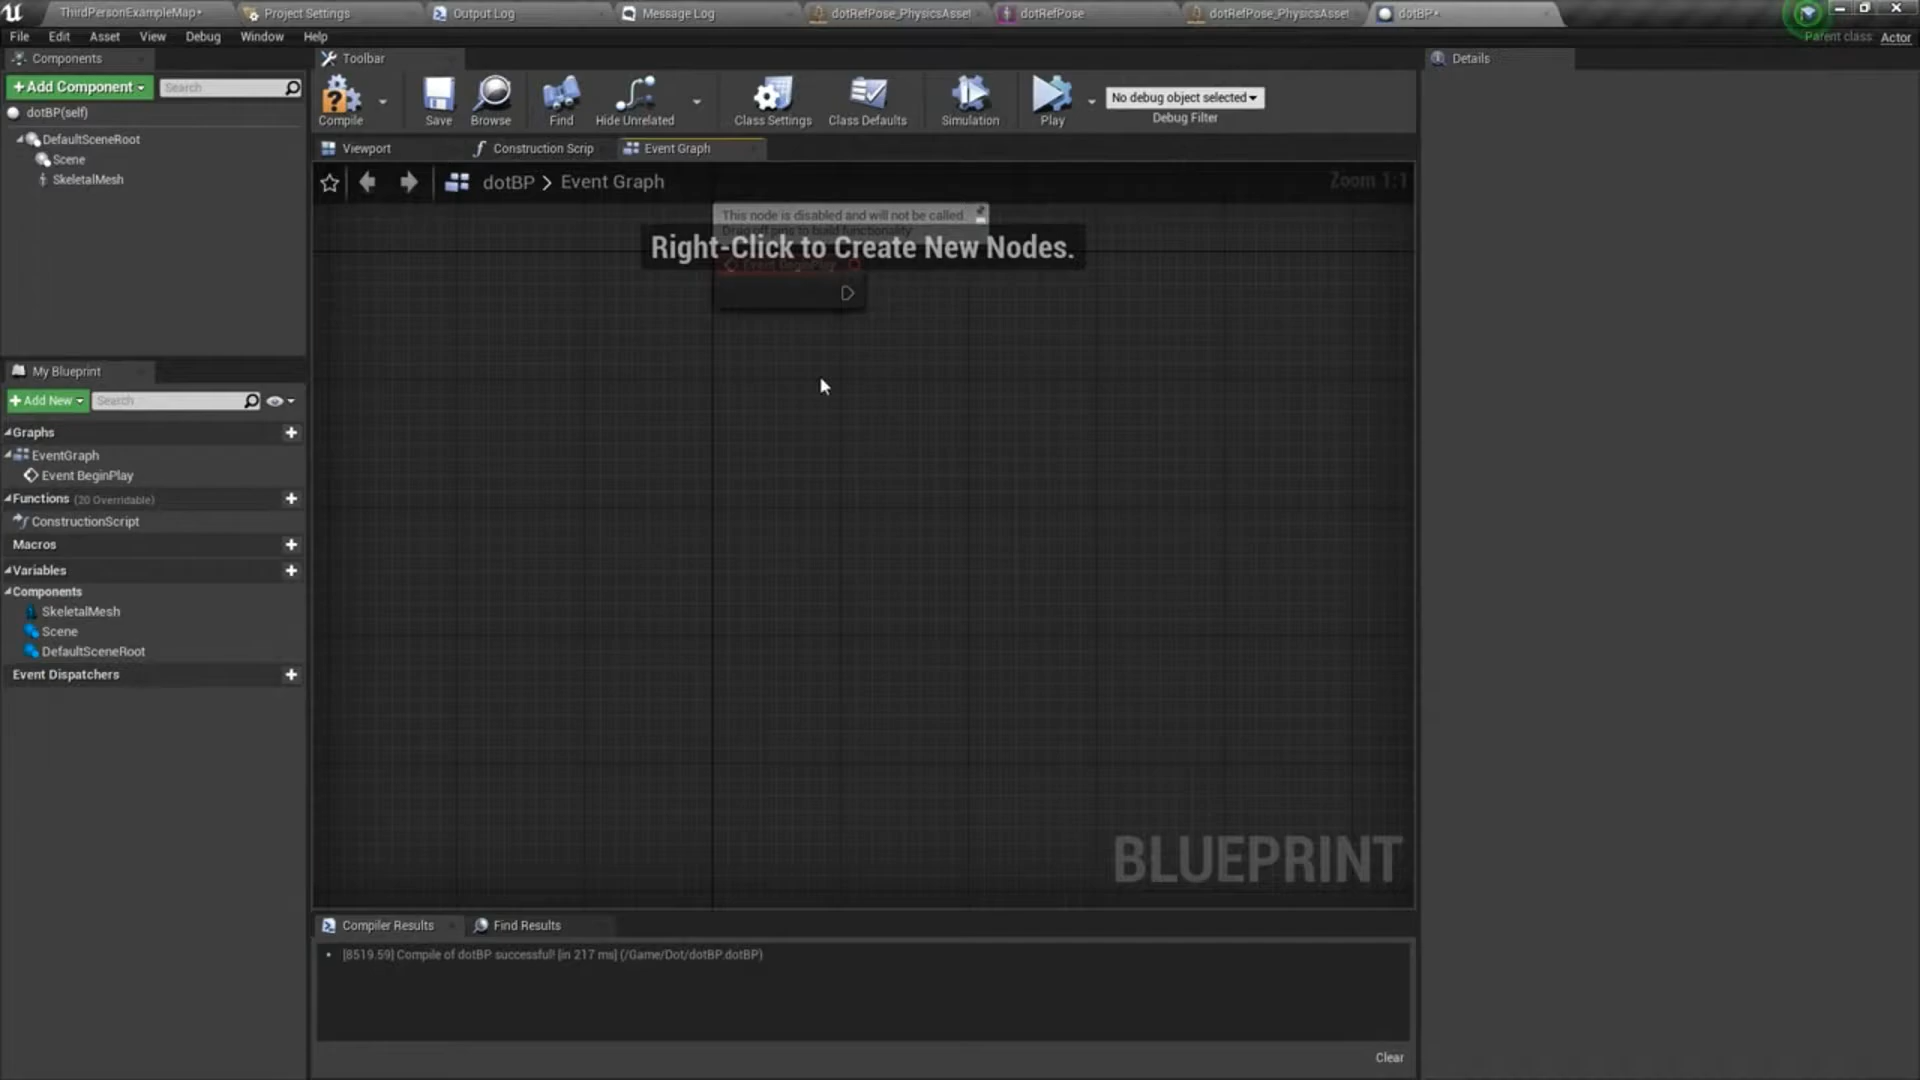 ThirdPersonExampleMap*
Project Settings
Output Log
Message Log
dotRefPose_PhysicsAsset
dotRefPose
dotRefPose_PhysicsAsset
dotBP*
File Edit Asset View Debug Window Help
Parent class: Actor
Components
+Add Component
Search
dotBP(self)
DefaultSceneRoot
Scene
SkeletalMesh
My Blueprint
+Add New
Search
Graphs
EventGraph
Event BeginPlay
Functions (20 Overridable)
ConstructionScript
Macros
Variables
Components
SkeletalMesh
Scene
DefaultSceneRoot
Event Dispatchers
Toolbar
Compile
Save
Browse
Find
Hide Unrelated
Class Settings
Class Defaults
Simulation
Play
No debug object selected
Debug Filter
Viewport
Construction Scrip
Event Graph
dotBP > Event Graph
Zoom 1:1
This node is disabled and will not be called.
Drag off pins to build functionality.
Right-Click to Create New Nodes.
Event BeginPlay
BLUEPRINT
Compiler Results
Find Results
[8519.59] Compile of dotBP successful! [in 217 ms] (/Game/Dot/dotBP.dotBP)
Clear
Details